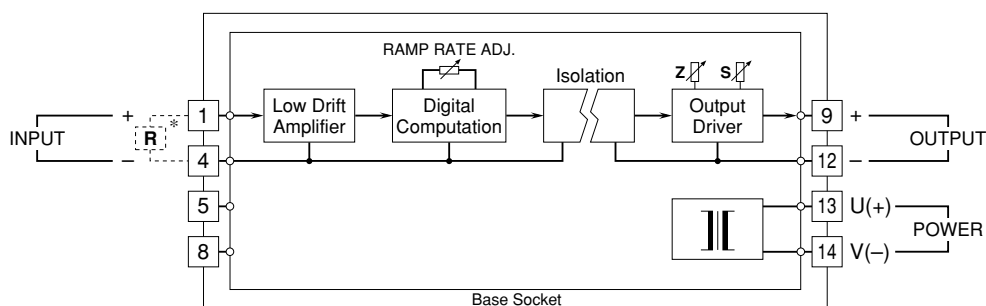 RAMP RATE ADJ.
Isolation
Z S
INPUT
+
R
*
–
1
4
5
8
Low Drift
Amplifier
Digital
Computation
Output
Driver
9 +
12 –
OUTPUT
13 U(+)
14 V(–)
POWER
Base Socket